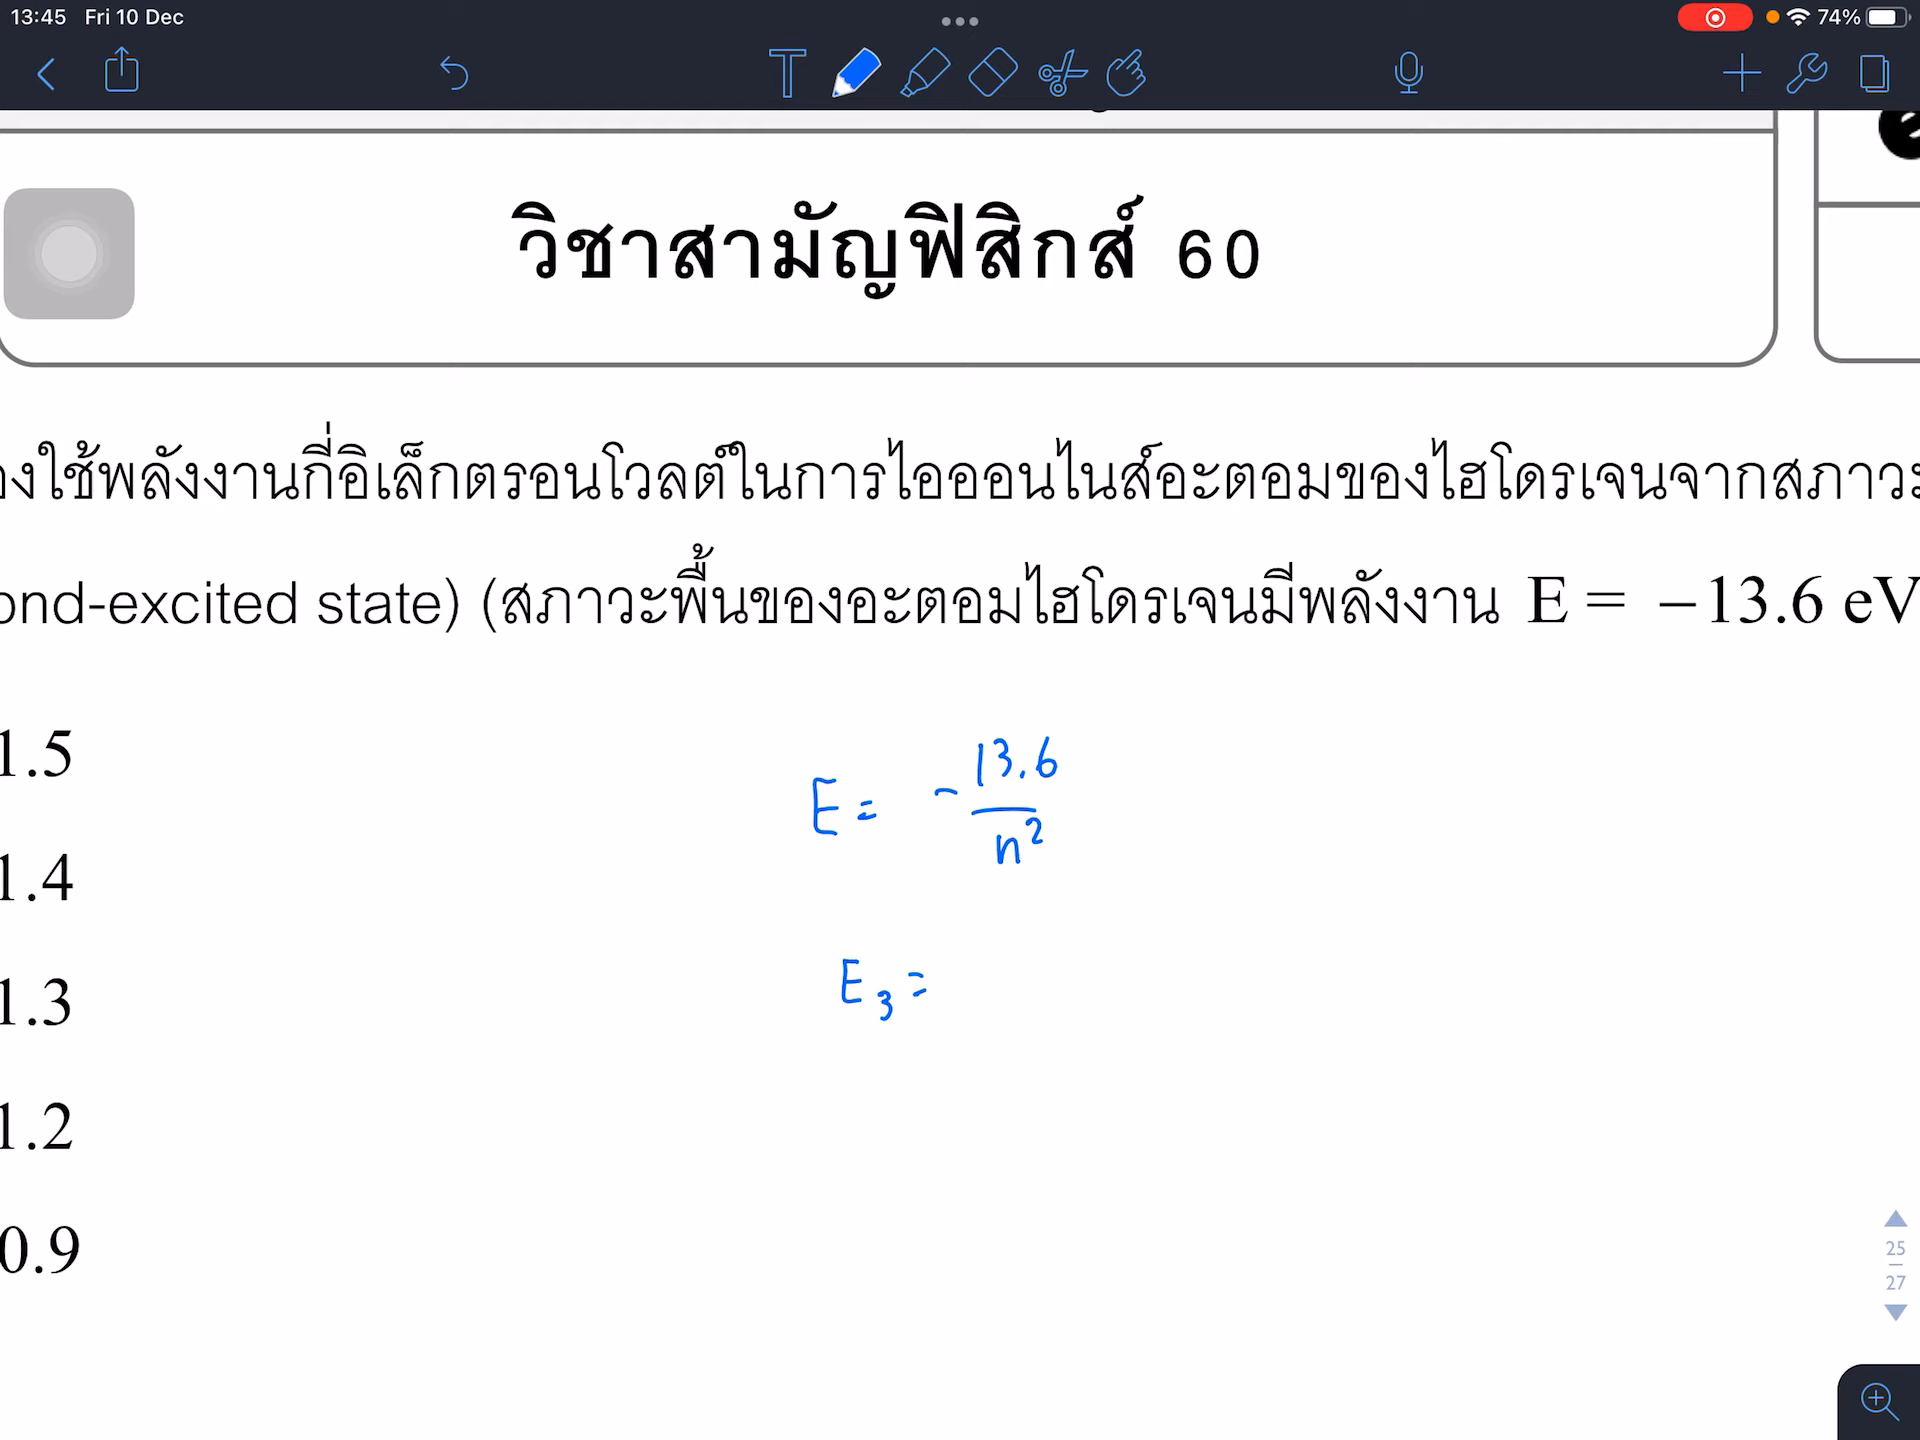 13:45 Fri 10 Dec
74%
วิชาสามัญฟิสิกส์ 60
ใช้พลังงานกี่อิเล็กตรอนโวลต์ในการไอออนไนส์อะตอมของไฮโดรเจนจากสภาวะ
ond-excited state) (สภาวะพื้นของอะตอมไฮโดรเจนมีพลังงาน E = −13.6 eV
1.5
E = - 13.6 / n²
1.4
E₃ =
1.3
1.2
0.9
25
27